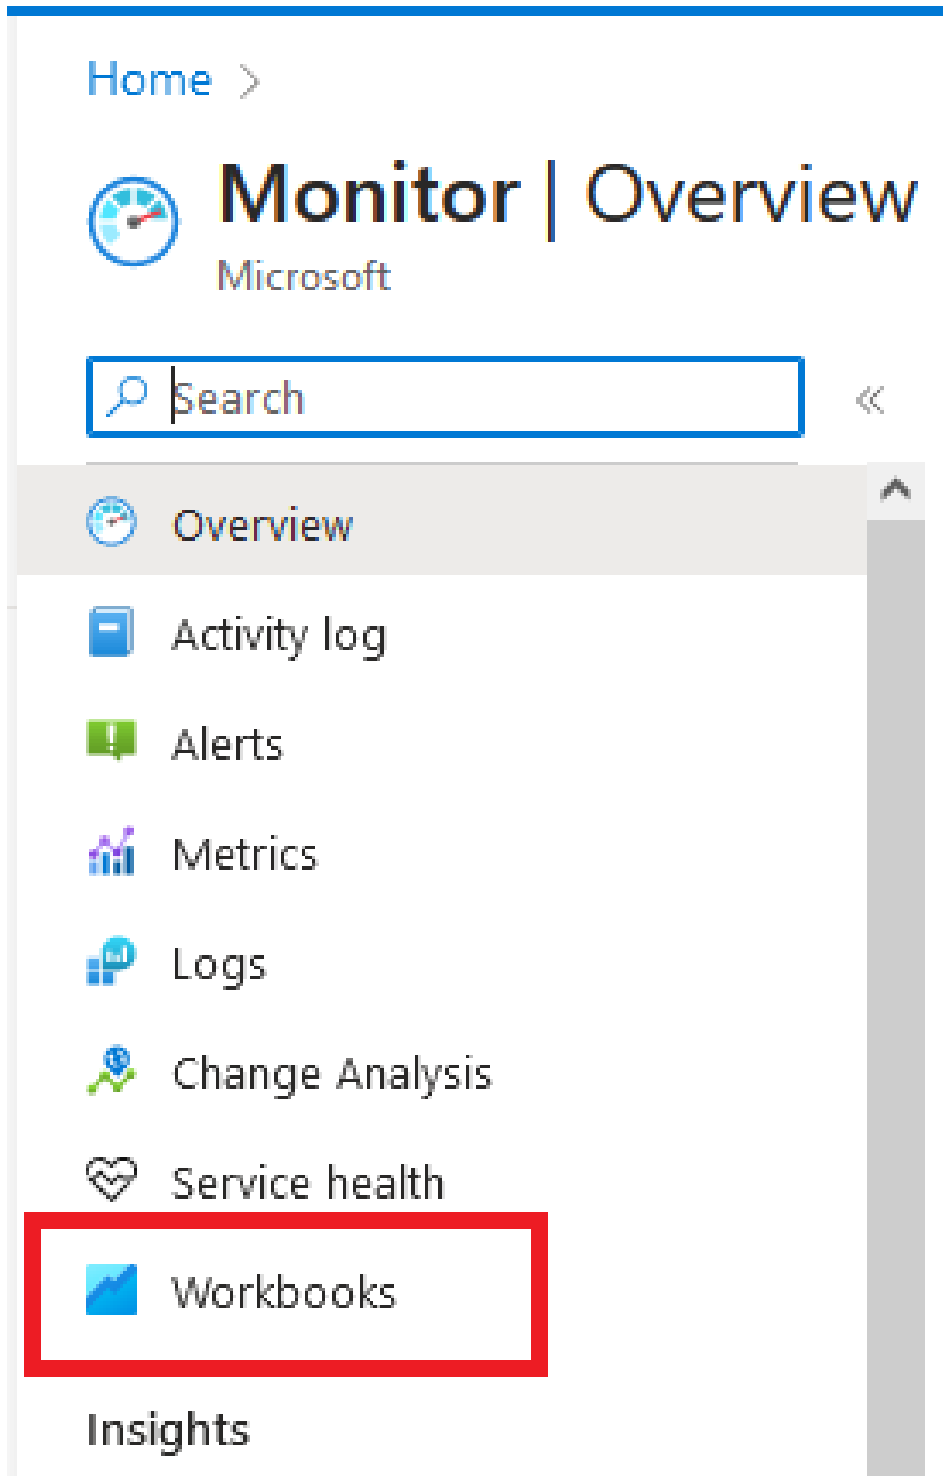 Home
Monitor | Overview
Microsoft
Search
Overview
Activity log
Alerts
Metrics
Logs
Change Analysis
Service health
Workbooks
Insights